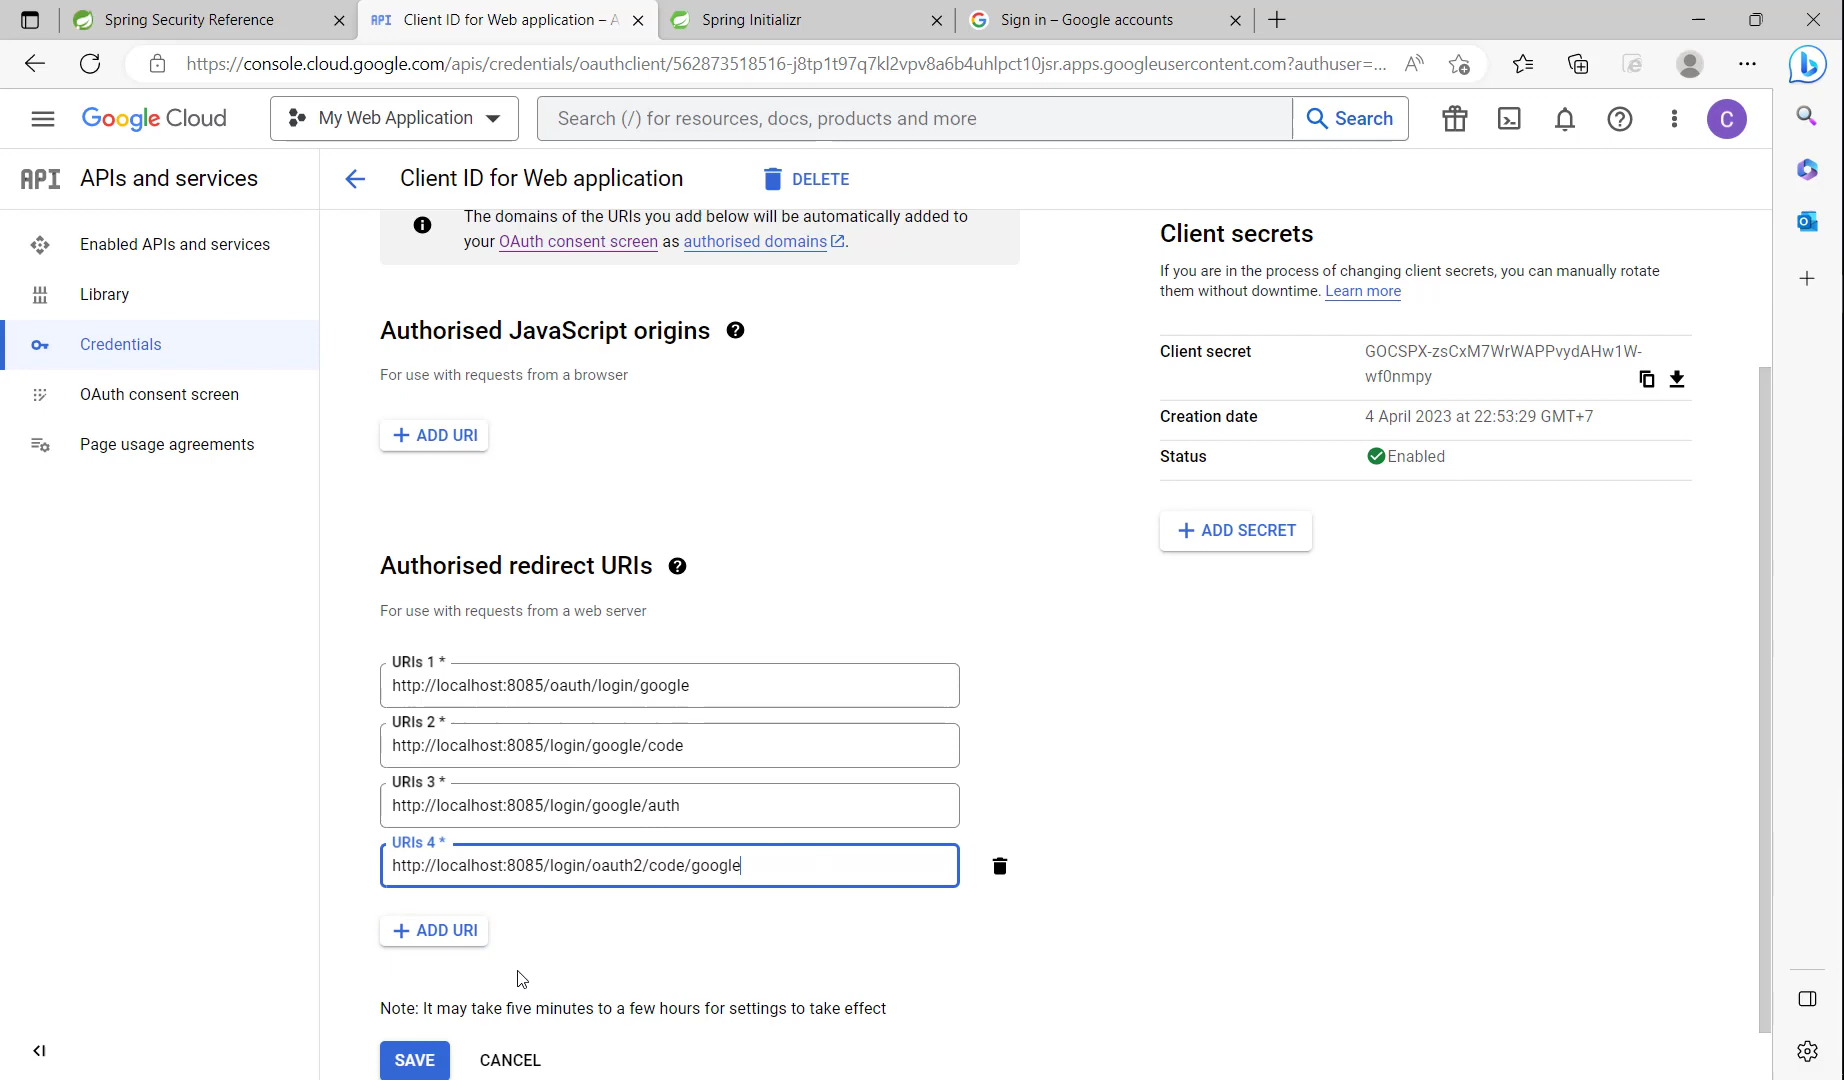 Spring Security Reference
API Client ID for Web application – A
Spring Initializr
Sign in – Google accounts
https://console.cloud.google.com/apis/credentials/oauthclient/562873518516-j8tp1t97q7kl2vpv8a6b4uhlpct10jsr.apps.googleusercontent.com?authuser=...
Google Cloud
My Web Application
Search (/) for resources, docs, products and more
Search
C
API APIs and services
Client ID for Web application
DELETE
Enabled APIs and services
Library
Credentials
OAuth consent screen
Page usage agreements
The domains of the URIs you add below will be automatically added to
your OAuth consent screen as authorised domains.
Authorised JavaScript origins
For use with requests from a browser
+ ADD URI
Authorised redirect URIs
For use with requests from a web server
URIs 1 *
http://localhost:8085/oauth/login/google
URIs 2 *
http://localhost:8085/login/google/code
URIs 3 *
http://localhost:8085/login/google/auth
URIs 4 *
http://localhost:8085/login/oauth2/code/google
+ ADD URI
Note: It may take five minutes to a few hours for settings to take effect
SAVE
CANCEL
Client secrets
If you are in the process of changing client secrets, you can manually rotate
them without downtime. Learn more
Client secret
GOCSPX-zsCxM7WrWAPPvydAHw1W-
wf0nmpy
Creation date
4 April 2023 at 22:53:29 GMT+7
Status
Enabled
+ ADD SECRET